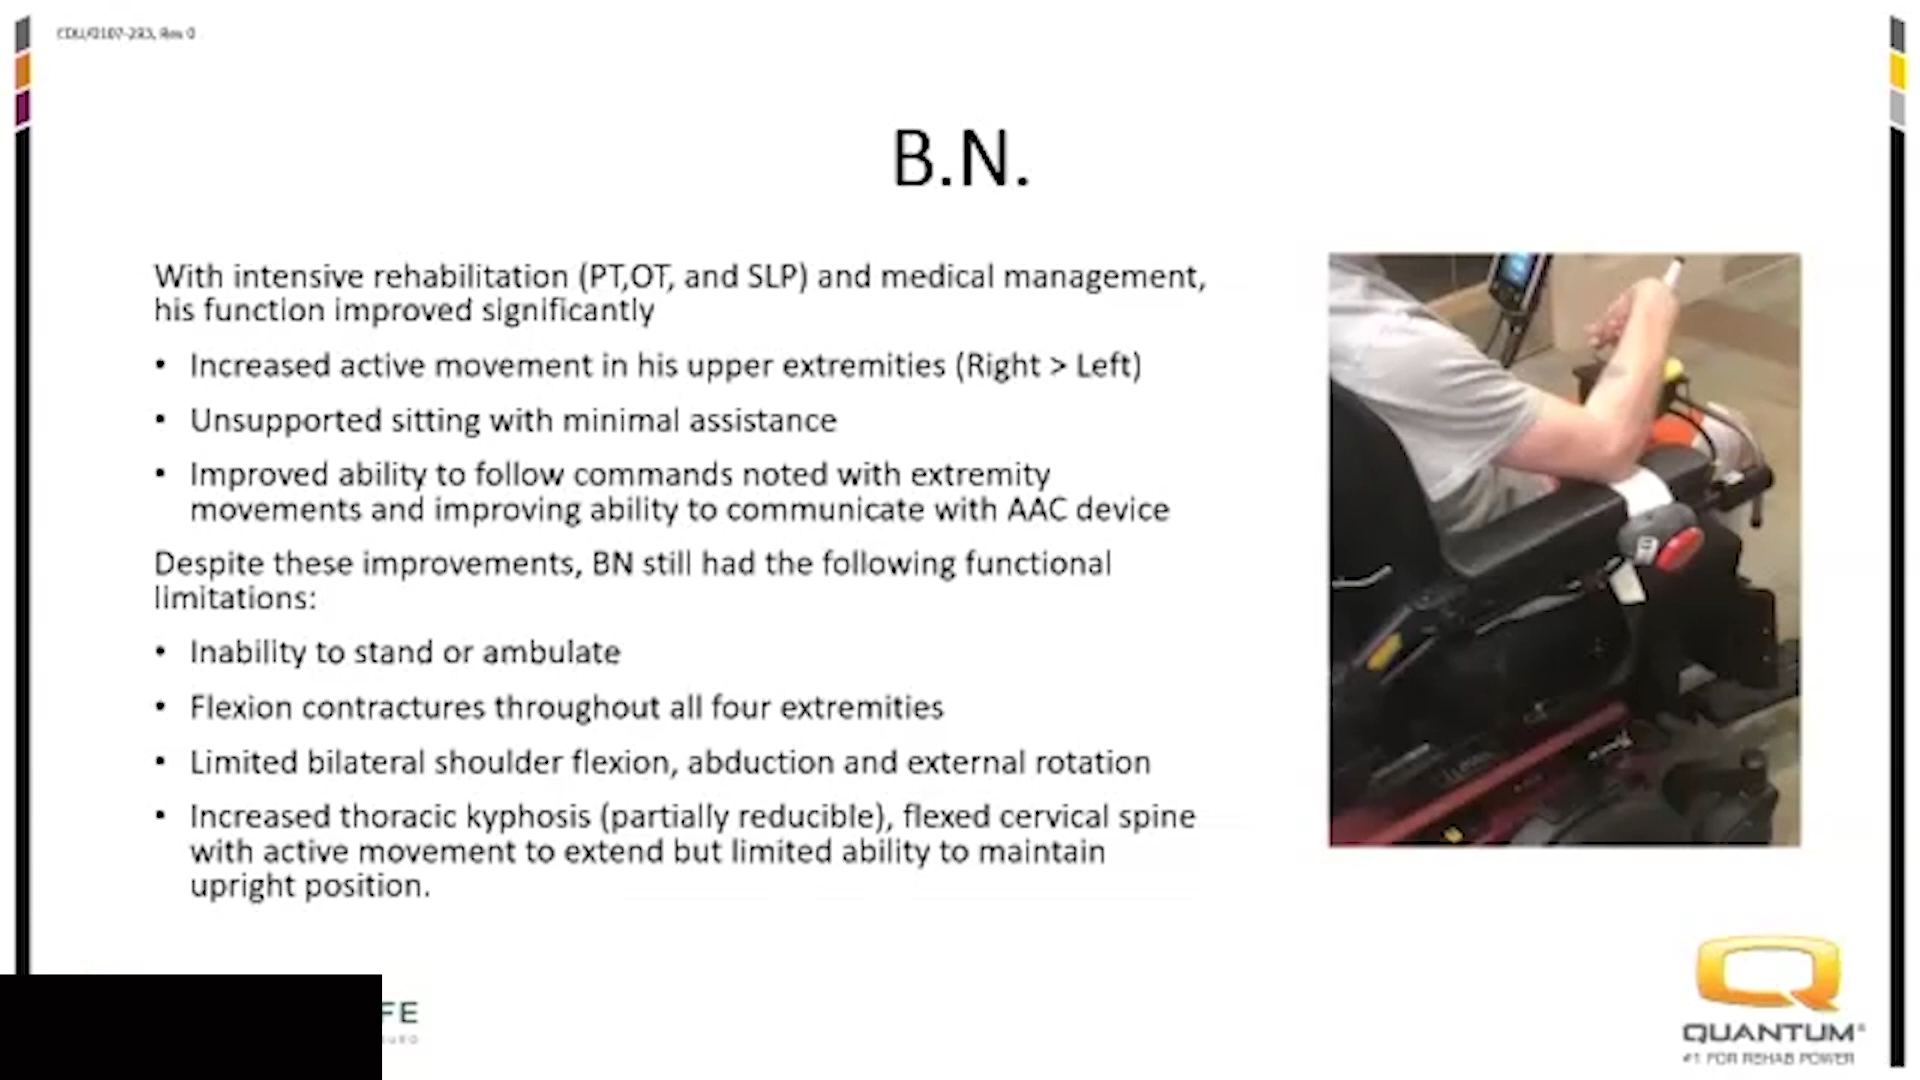 B.N.
With intensive rehabilitation (PT,OT, and SLP) and medical management,
his function improved significantly
• Increased active movement in his upper extremities (Right > Left)
• Unsupported sitting with minimal assistance
• Improved ability to follow commands noted with extremity
movements and improving ability to communicate with AAC device
Despite these improvements, BN still had the following functional
limitations:
• Inability to stand or ambulate
• Flexion contractures throughout all four extremities
• Limited bilateral shoulder flexion, abduction and external rotation
• Increased thoracic kyphosis (partially reducible), flexed cervical spine
with active movement to extend but limited ability to maintain
upright position.
FE
QUANTUM®
#1 FOR REHAB POWER